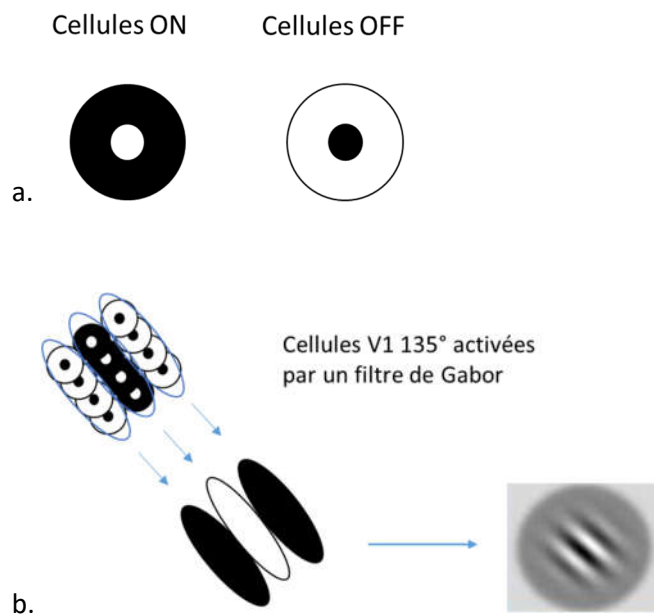 Cellules ON
Cellules OFF
a.
Cellules V1 135° activées
par un filtre de Gabor
b.